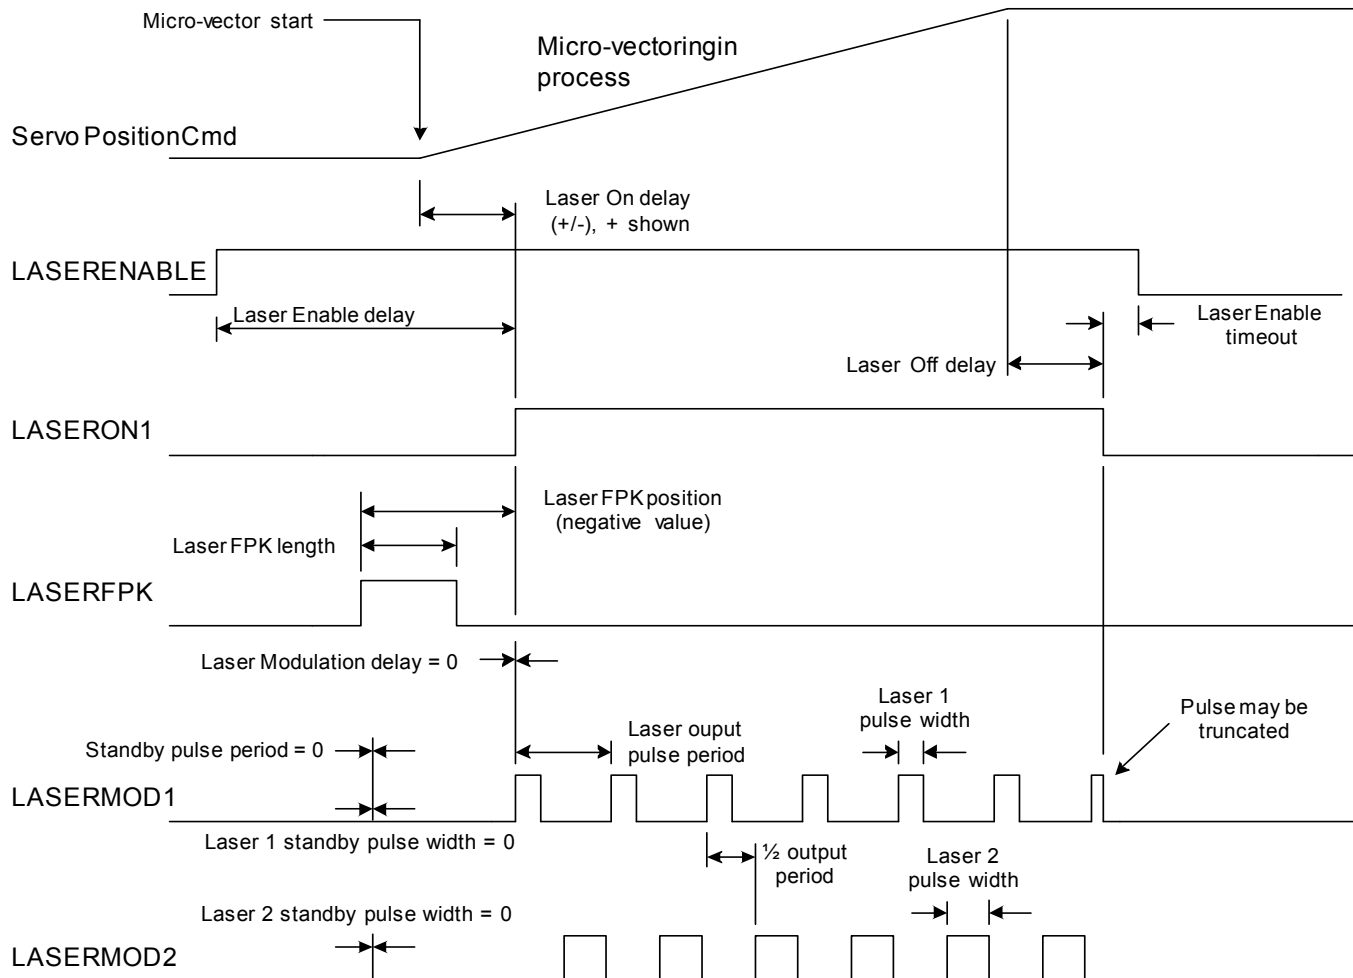 Micro-vector start
Micro-vectoringin
process
Servo Position Cmd
Laser On delay
(+/-), + shown
LASERENABLE
Laser Enable delay
Laser Enable
timeout
Laser Off delay
LASERON1
Laser FPK position
(negative value)
Laser FPK length
LASERFPK
Laser Modulation delay = 0
Laser 1
pulse width
Pulse may be
truncated
Laser ouput
pulse period
Standby pulse period = 0
LASERMOD1
Laser 1 standby pulse width = 0
½ output
period
Laser 2
pulse width
Laser 2 standby pulse width = 0
LASERMOD2